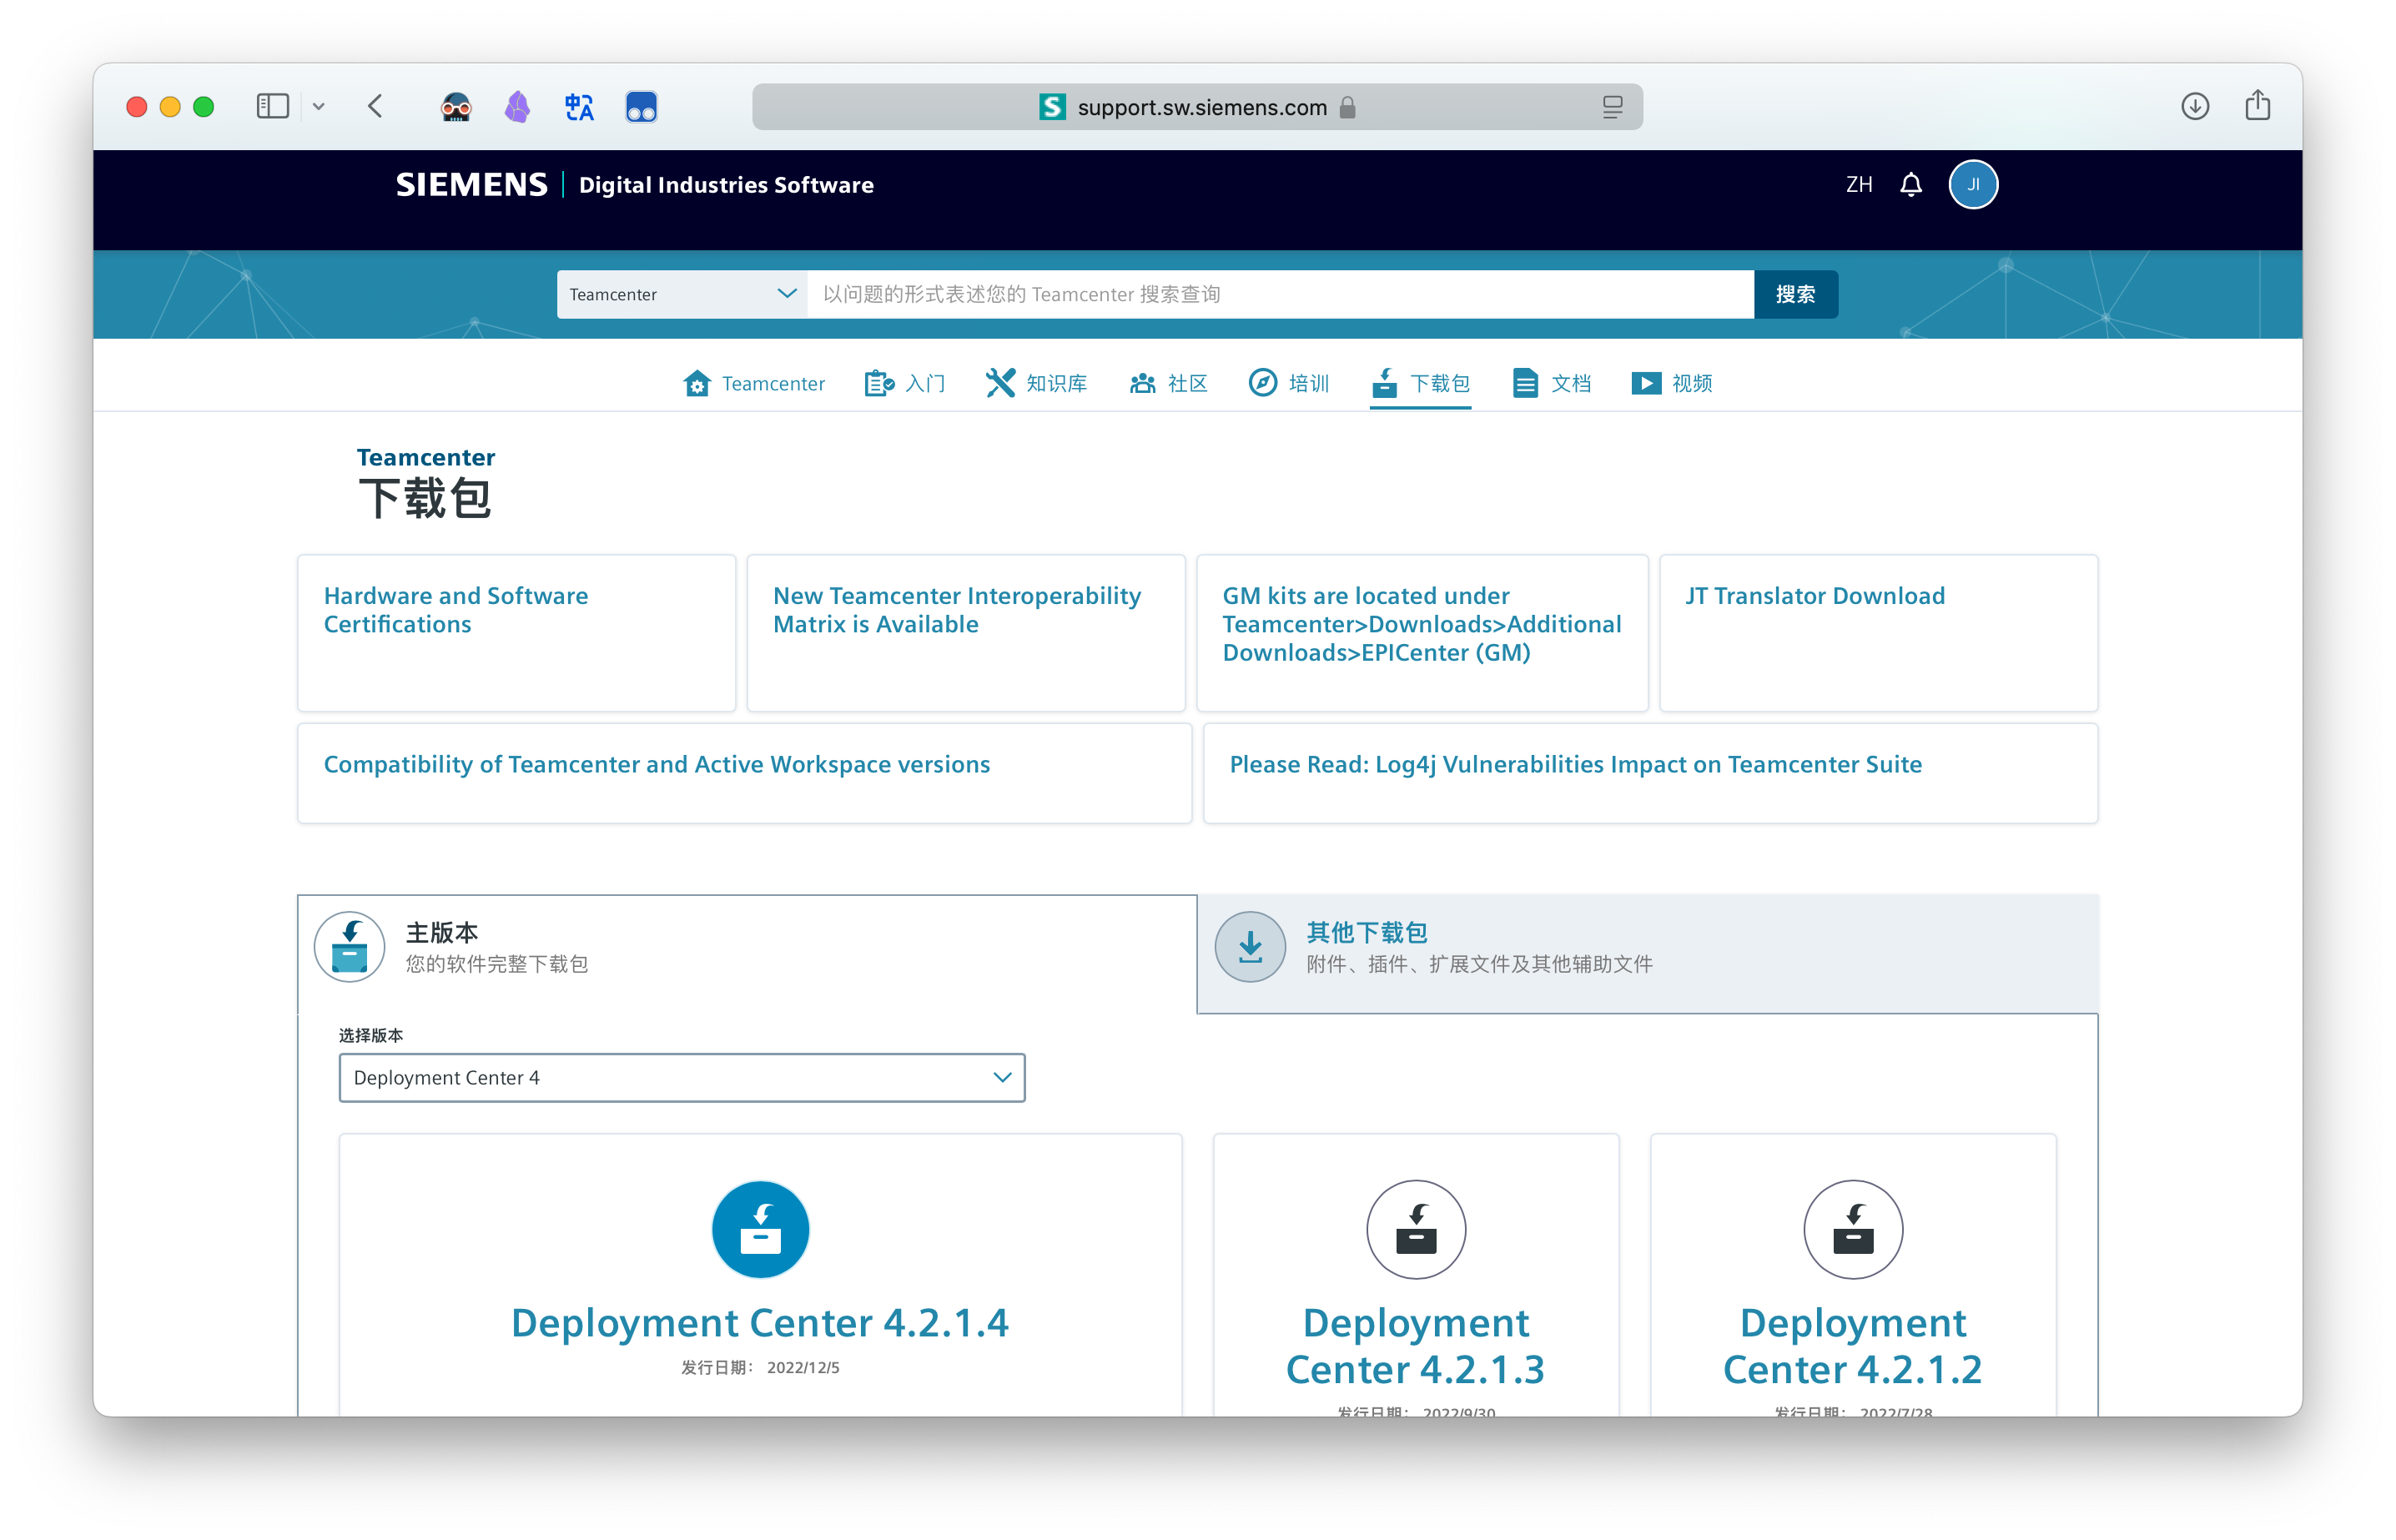 support.sw.siemens.com
SIEMENS | Digital Industries Software
ZH
JI
Teamcenter
以问题的形式表述您的 Teamcenter 搜索查询
搜索
Teamcenter
入门
知识库
社区
培训
下载包
文档
视频
Teamcenter
下载包
Hardware and Software
Certifications
New Teamcenter Interoperability
Matrix is Available
GM kits are located under
Teamcenter>Downloads>Additional
Downloads>EPICenter (GM)
JT Translator Download
Compatibility of Teamcenter and Active Workspace versions
Please Read: Log4j Vulnerabilities Impact on Teamcenter Suite
主版本
您的软件完整下载包
其他下载包
附件、插件、扩展文件及其他辅助文件
选择版本
Deployment Center 4
Deployment Center 4.2.1.4
发行日期： 2022/12/5
Deployment
Center 4.2.1.3
发行日期： 2022/9/30
Deployment
Center 4.2.1.2
发行日期： 2022/7/28